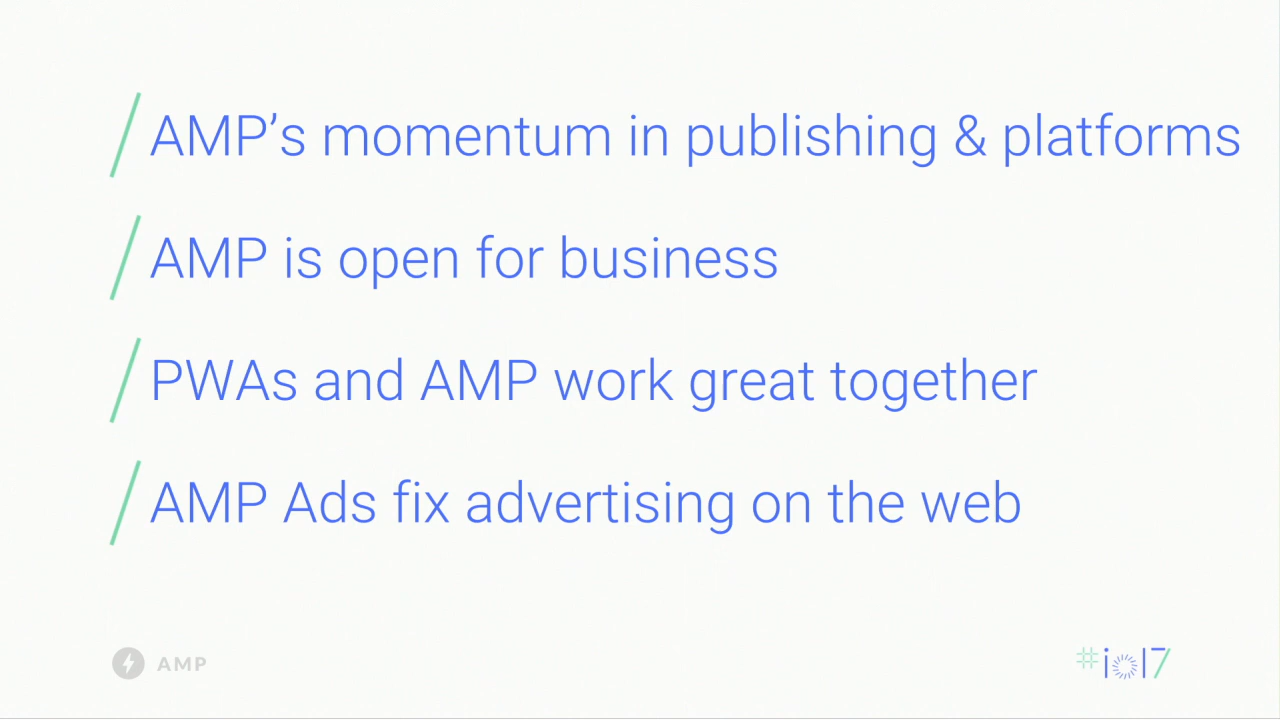 AMP’s momentum in publishing & platforms
AMP is open for business
PWAs and AMP work great together
AMP Ads fix advertising on the web
AMP
#io17